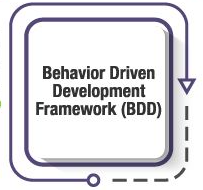 Behavior Driven
Development
Framework (BDD)